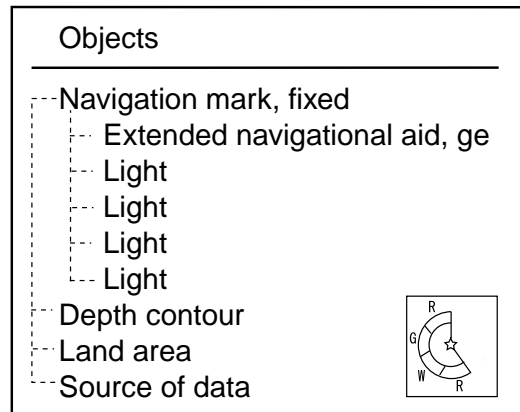 Objects
Navigation mark, fixed
Extended navigational aid, ge
Light
Light
Light
Light
Depth contour
Land area
Source of data
R
G
W
R